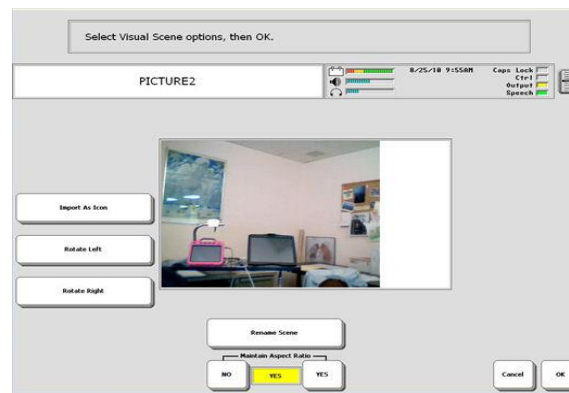 Select Visual Scene options, then OK.
PICTURE2
8/25/10 9:55AM
Caps Lock
Ctrl
Output
Speech
Import As Icon
Rotate Left
Rotate Right
Rename Scene
Maintain Aspect Ratio
NO YES YES
Cancel OK